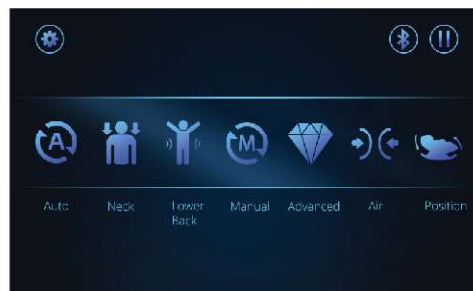 A
M
Auto
Neck
Lower
Back
Manual
Advanced
Air
Position